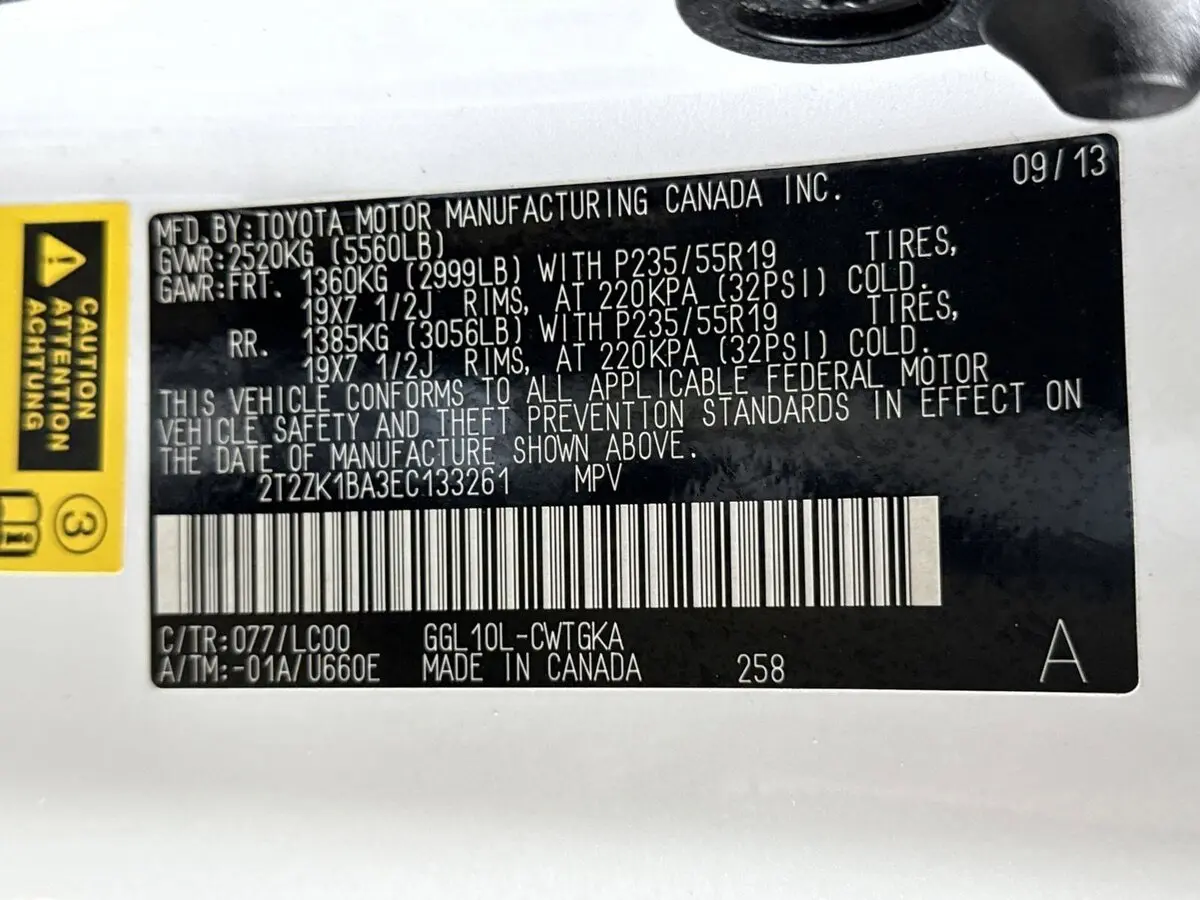 09/13
MFD.BY:TOYOTA MOTOR MANUFACTURING CANADA INC.
GVWR:2520KG (5560LB)
GAWR:FRT. 1360KG (2999LB) WITH P235/55R19 TIRES,
19X7 1/2J RIMS, AT 220KPA (32PSI) COLD.
RR. 1385KG (3056LB) WITH P235/55R19 TIRES,
19X7 1/2J RIMS, AT 220KPA (32PSI) COLD.
THIS VEHICLE CONFORMS TO ALL APPLICABLE FEDERAL MOTOR
VEHICLE SAFETY AND THEFT PREVENTION STANDARDS IN EFFECT ON
THE DATE OF MANUFACTURE SHOWN ABOVE.
2T2ZK1BA3EC133261 MPV
C/TR:077/LC00 GGL10L-CWTGKA
A/TM:-01A/U660E MADE IN CANADA 258 A
CAUTION
ATTENTION
ACHTUNG
3
i